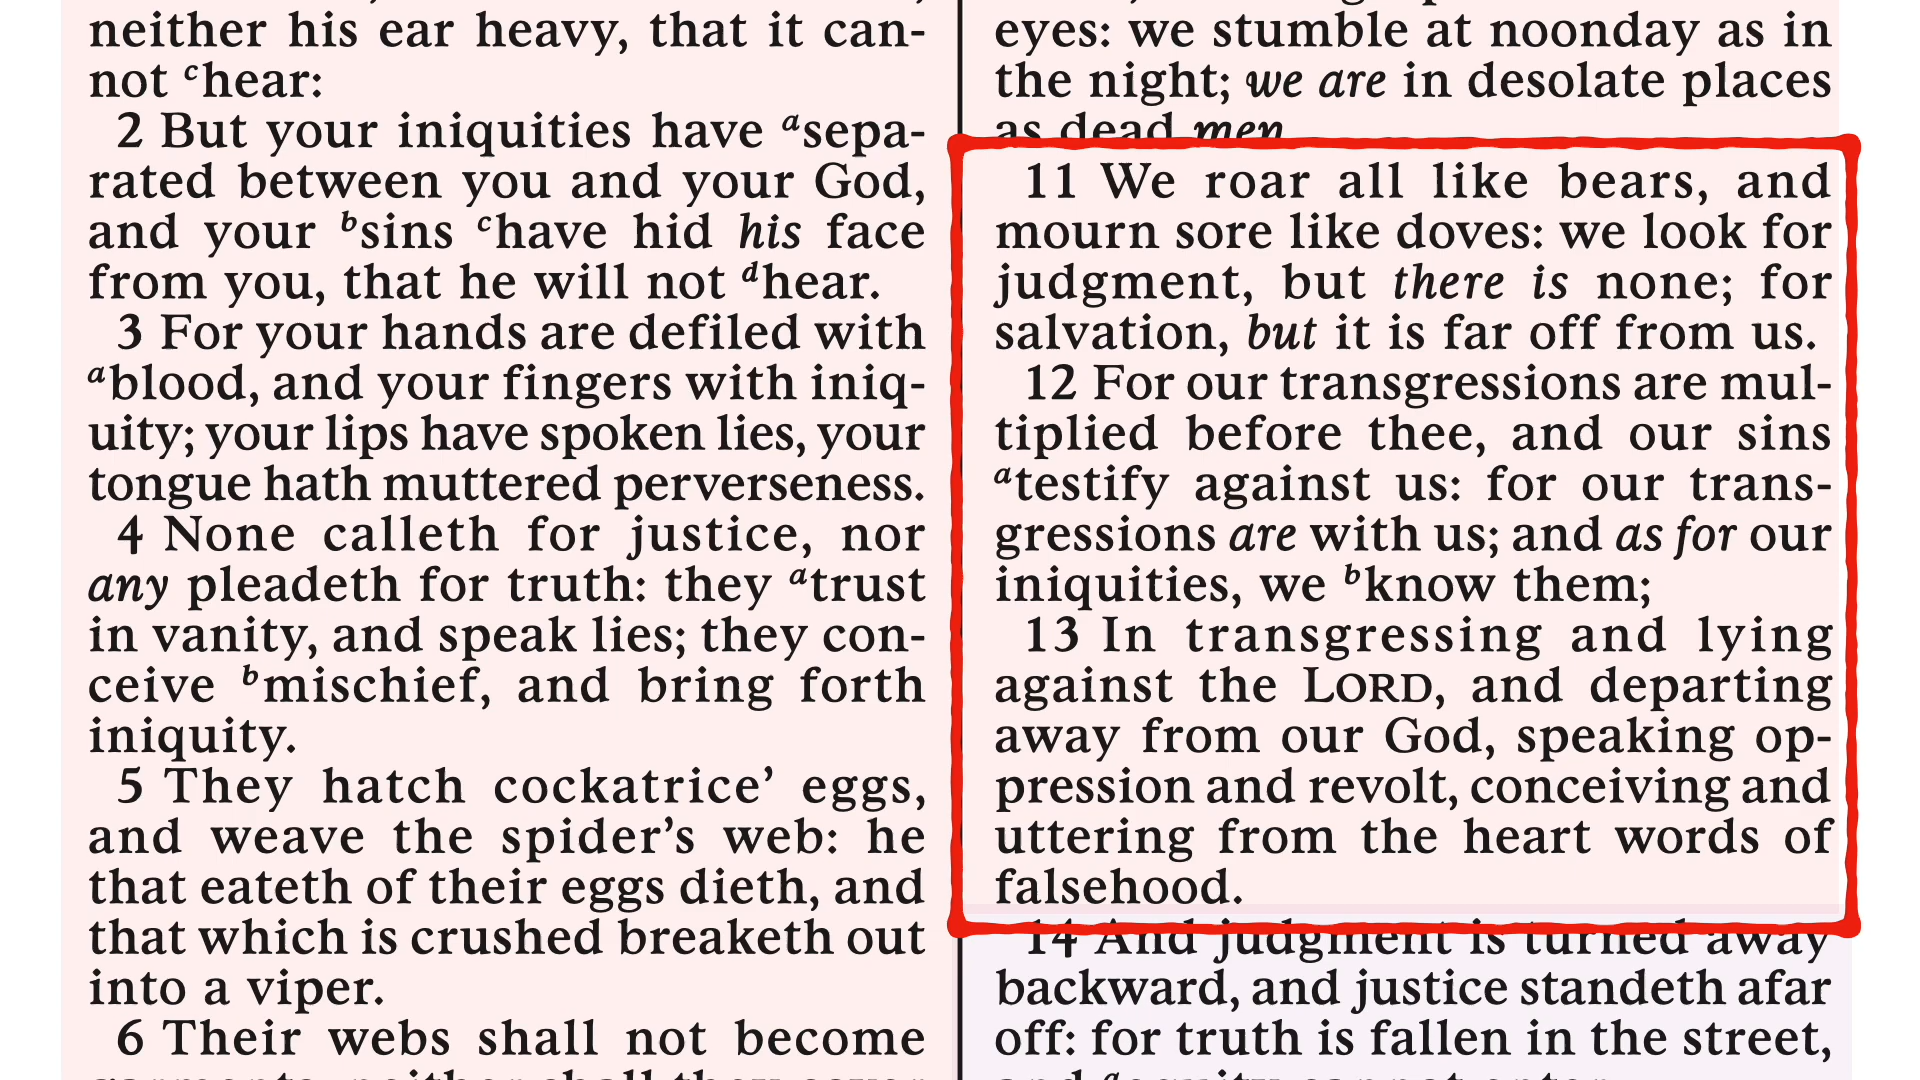 neither his ear heavy, that it can-
not ᶜhear:
2 But your iniquities have ᵃsepa-
rated between you and your God,
and your ᵇsins ᶜhave hid his face
from you, that he will not ᵈhear.
3 For your hands are defiled with
ᵃblood, and your fingers with iniq-
uity; your lips have spoken lies, your
tongue hath muttered perverseness.
4 None calleth for justice, nor
any pleadeth for truth: they ᵃtrust
in vanity, and speak lies; they con-
ceive ᵇmischief, and bring forth
iniquity.
5 They hatch cockatrice’ eggs,
and weave the spider’s web: he
that eateth of their eggs dieth, and
that which is crushed breaketh out
into a viper.
6 Their webs shall not become
eyes: we stumble at noonday as in
the night; we are in desolate places
as dead men
11 We roar all like bears, and
mourn sore like doves: we look for
judgment, but there is none; for
salvation, but it is far off from us.
12 For our transgressions are mul-
tiplied before thee, and our sins
ᵃtestify against us: for our trans-
gressions are with us; and as for our
iniquities, we ᵇknow them;
13 In transgressing and lying
against the LORD, and departing
away from our God, speaking op-
pression and revolt, conceiving and
uttering from the heart words of
falsehood.
14 And judgment is turned away
backward, and justice standeth afar
off: for truth is fallen in the street,